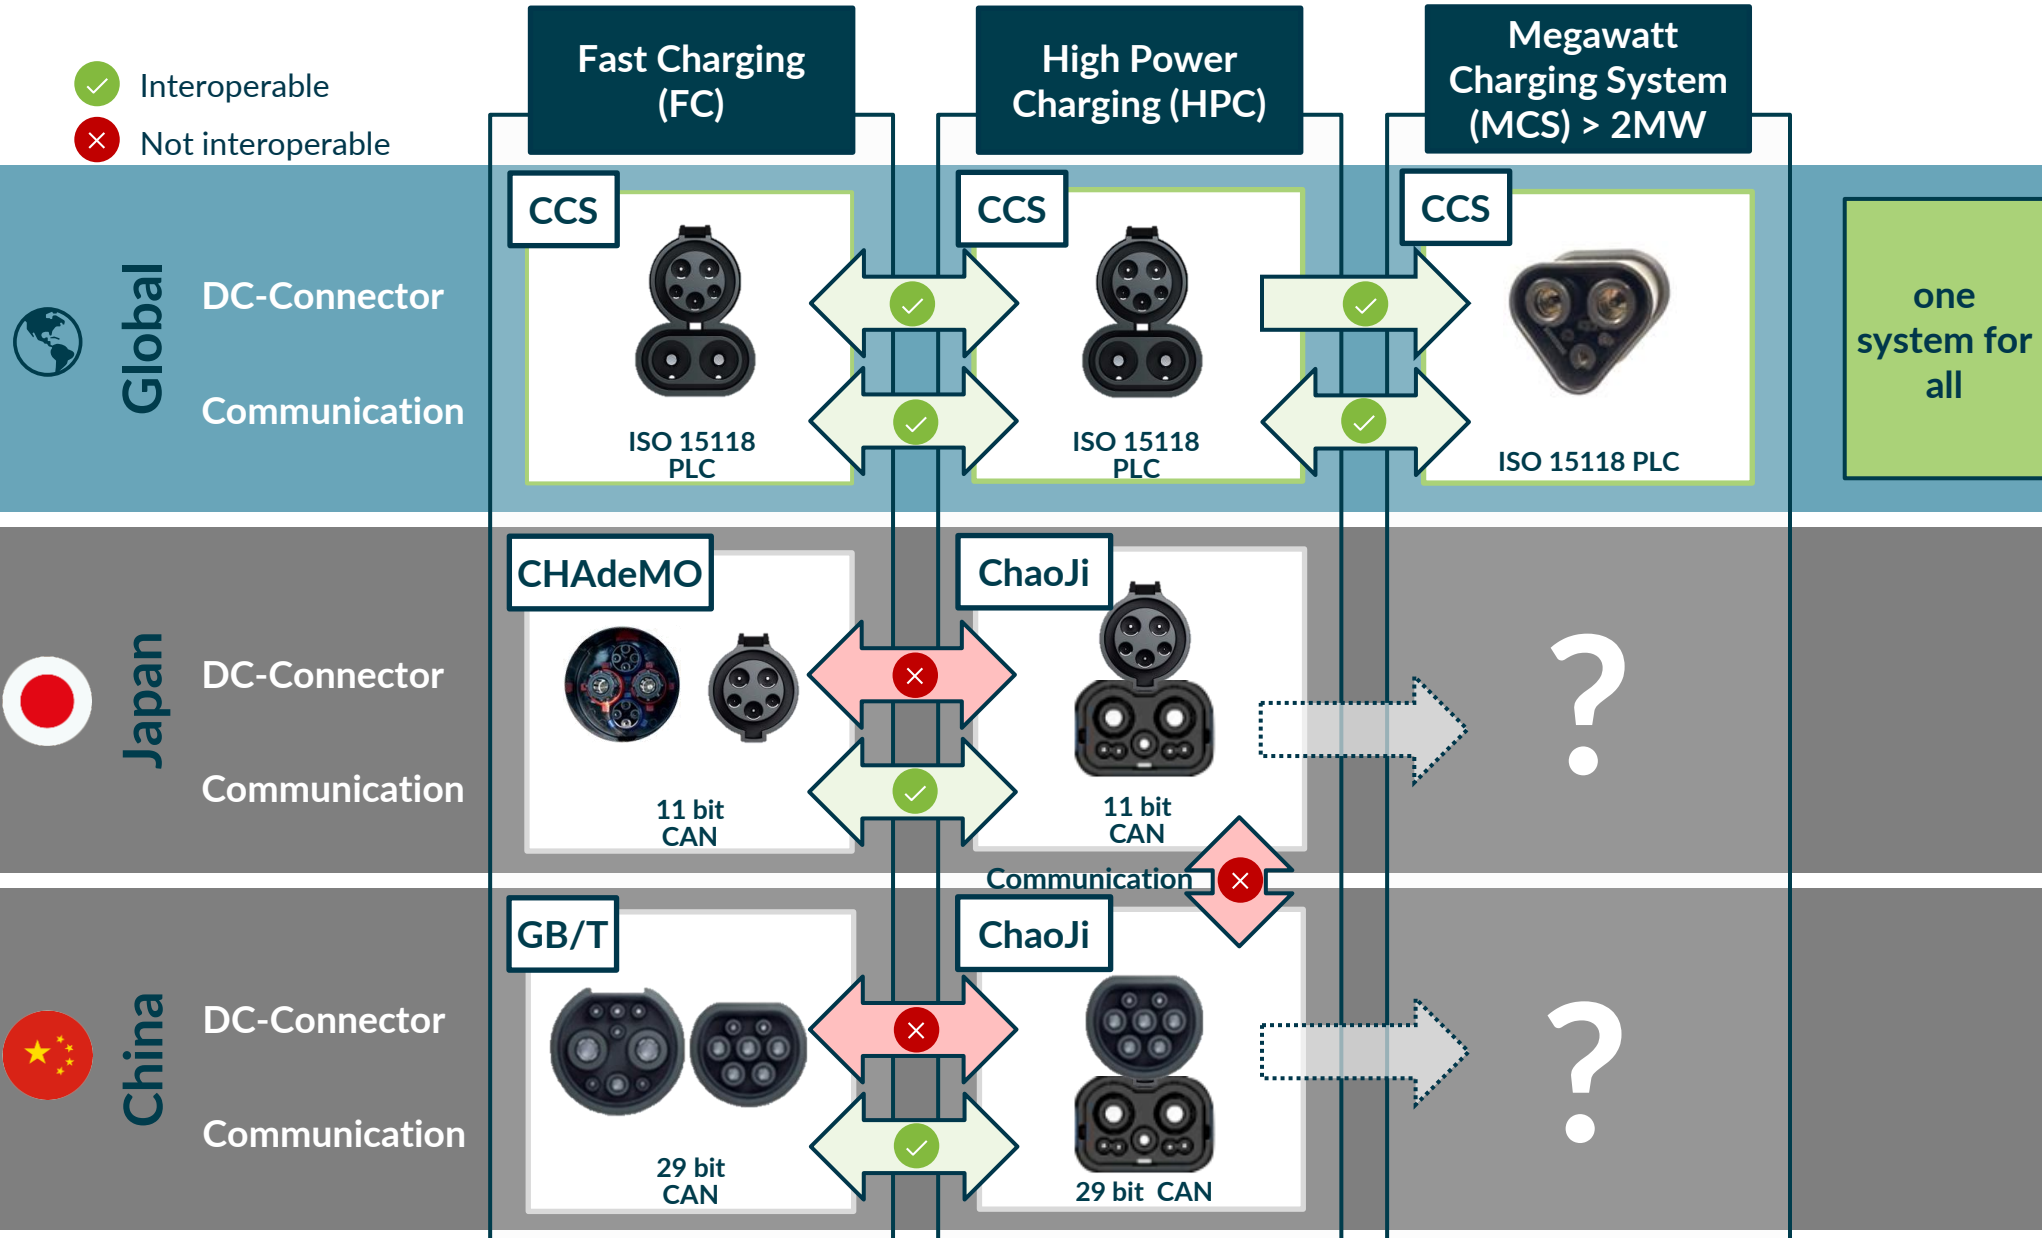 Interoperable
Not interoperable
Fast Charging
(FC)
High Power
Charging (HPC)
Megawatt
Charging System
(MCS) > 2MW
Global
DC-Connector
Communication
CCS
ISO 15118
PLC
CCS
ISO 15118
PLC
CCS
ISO 15118 PLC
one
system for
all
Japan
DC-Connector
Communication
CHAdeMO
11 bit
CAN
ChaoJi
11 bit
CAN
?
Communication
China
DC-Connector
Communication
GB/T
29 bit
CAN
ChaoJi
29 bit CAN
?